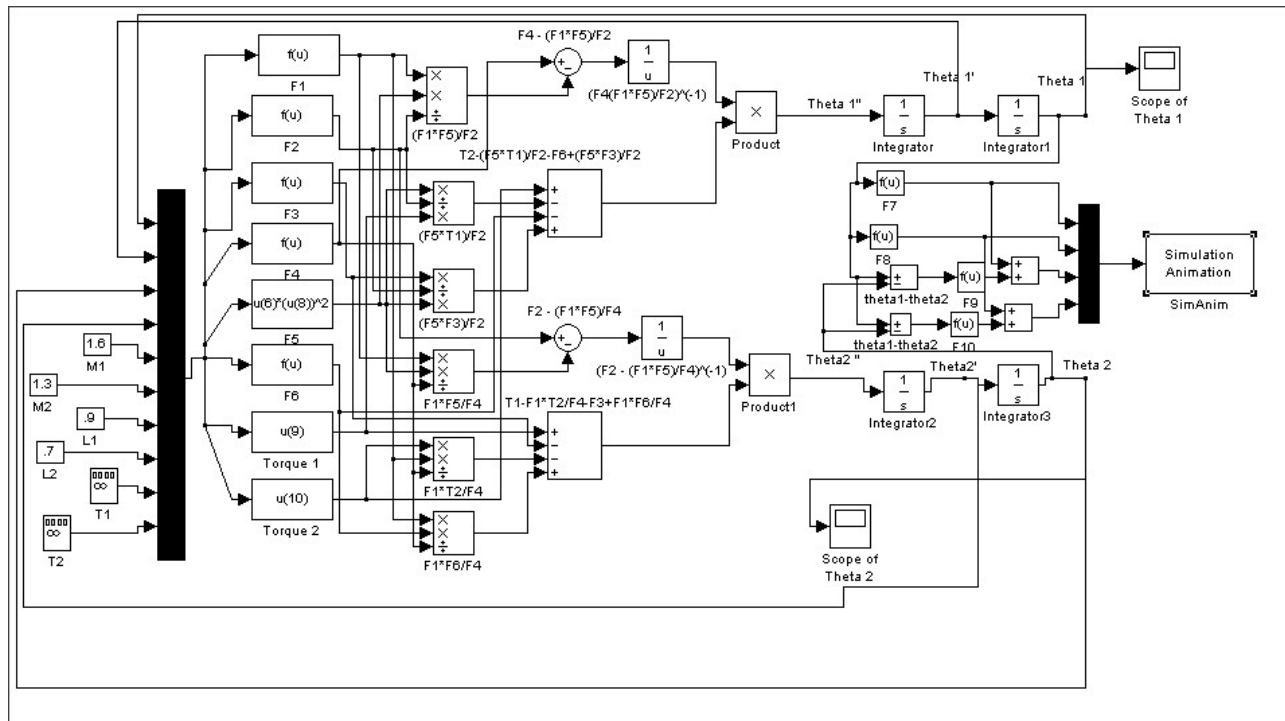 F4 - (F1*F5)/F2
f(u)
F1
×
×
÷
(F1*F5)/F2
+
-
1
u
(F4(F1*F5)/F2)^(-1)
×
Product
Theta 1"
1
s
Integrator
Theta 1'
1
s
Integrator1
Theta 1
Scope of
Theta 1
f(u)
F2
T2-(F5*T1)/F2-F6+(F5*F3)/F2
f(u)
F3
×
÷
×
(F5*T1)/F2
+
-
-
+
f(u)
F7
f(u)
F4
f(u)
F8
+
+
Simulation
Animation
SimAnim
u(6)*(u(8))^2
F5
×
÷
×
(F5*F3)/F2
±
theta1-theta2
f(u)
F9
+
+
±
theta1-theta2
f(u)
F10
F2 - (F1*F5)/F4
+
-
1
u
(F2 - (F1*F5)/F4)^(-1)
1.6
M1
f(u)
F6
×
×
÷
F1*F5/F4
×
Product1
Theta2 "
1
s
Integrator2
Theta2'
1
s
Integrator3
Theta 2
1.3
M2
.9
L1
T1-F1*T2/F4-F3+F1*F6/F4
+
-
-
+
u(9)
Torque 1
.7
L2
×
×
÷
F1*T2/F4
T1
u(10)
Torque 2
T2
×
×
÷
F1*F6/F4
Scope of
Theta 2